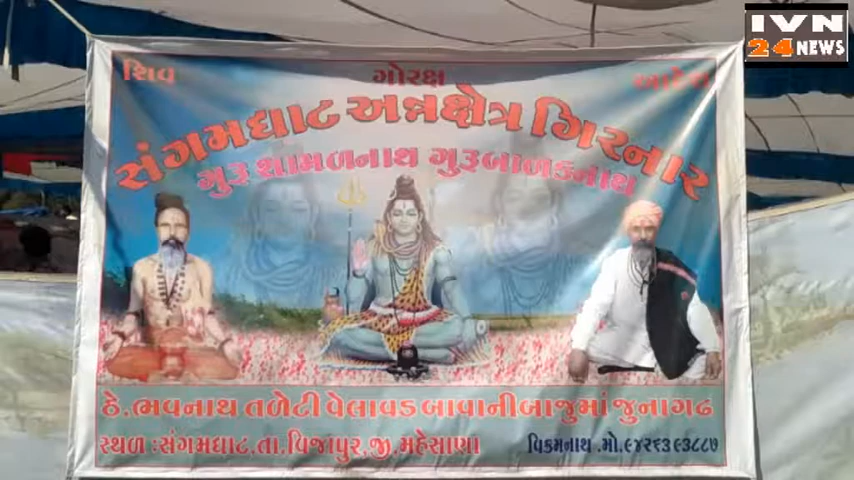 IVN
24 NEWS
શિવ ગોરક્ષ આદેશ
સંગમઘાટ અન્નક્ષેત્ર ગિરનાર
ગુરૂ શામળનાથ ગુરૂ બાળકનાથ
ઠે. ભવનાથ તળેટી વેલાવડ બાવાની બાજુમાં જુનાગઢ
સ્થળ :સંગમઘાટ,તા,વિજાપુર,જી,મહેસાણા વિક્રમનાથ .મો.૯૪૨૬૩૯૩૮૮૭